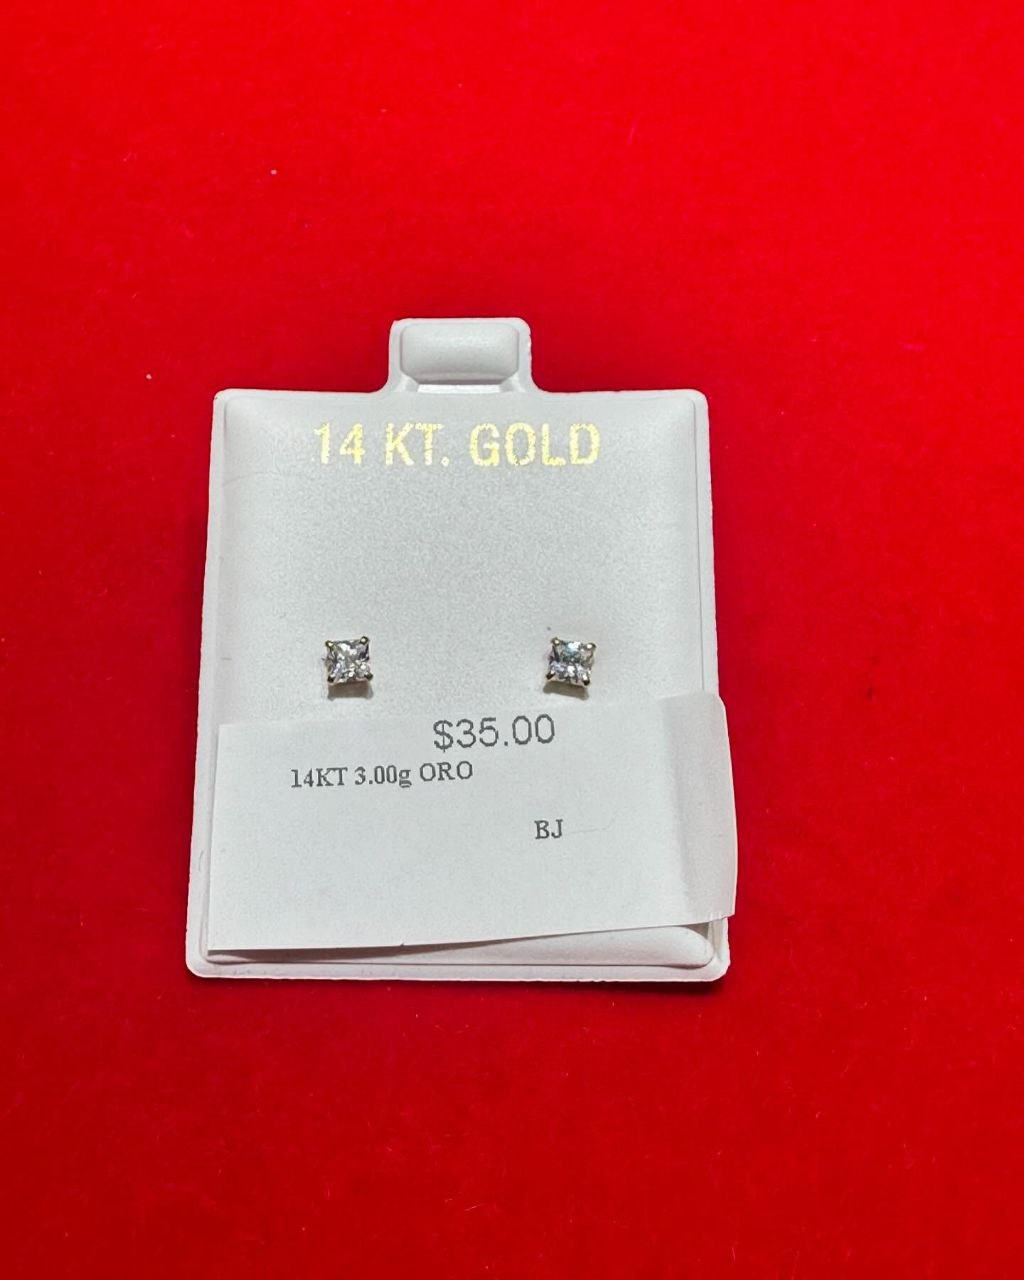 14 KT. GOLD
$35.00
14KT 3.00g ORO
BJ